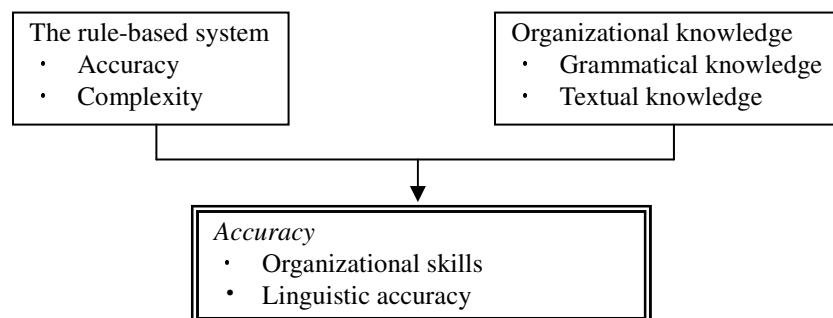 The rule-based system
· Accuracy
· Complexity
Organizational knowledge
· Grammatical knowledge
· Textual knowledge
Accuracy
· Organizational skills
• Linguistic accuracy